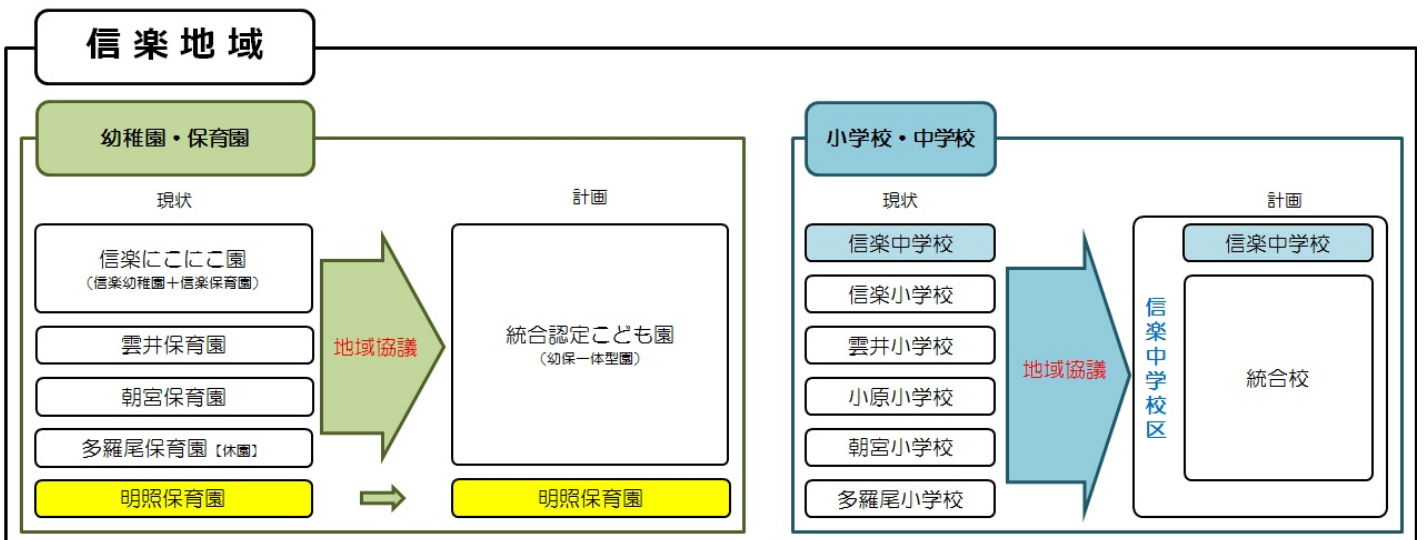 信楽地域
幼稚園・保育園
現状
計画
信楽にこにこ園
（信楽幼稚園＋信楽保育園）
雲井保育園
朝宮保育園
多羅尾保育園【休園】
明照保育園
地域協議
統合認定こども園
（幼保一体型園）
明照保育園
小学校・中学校
現状
計画
信楽中学校
信楽小学校
雲井小学校
小原小学校
朝宮小学校
多羅尾小学校
地域協議
信楽中学校区
信楽中学校
統合校